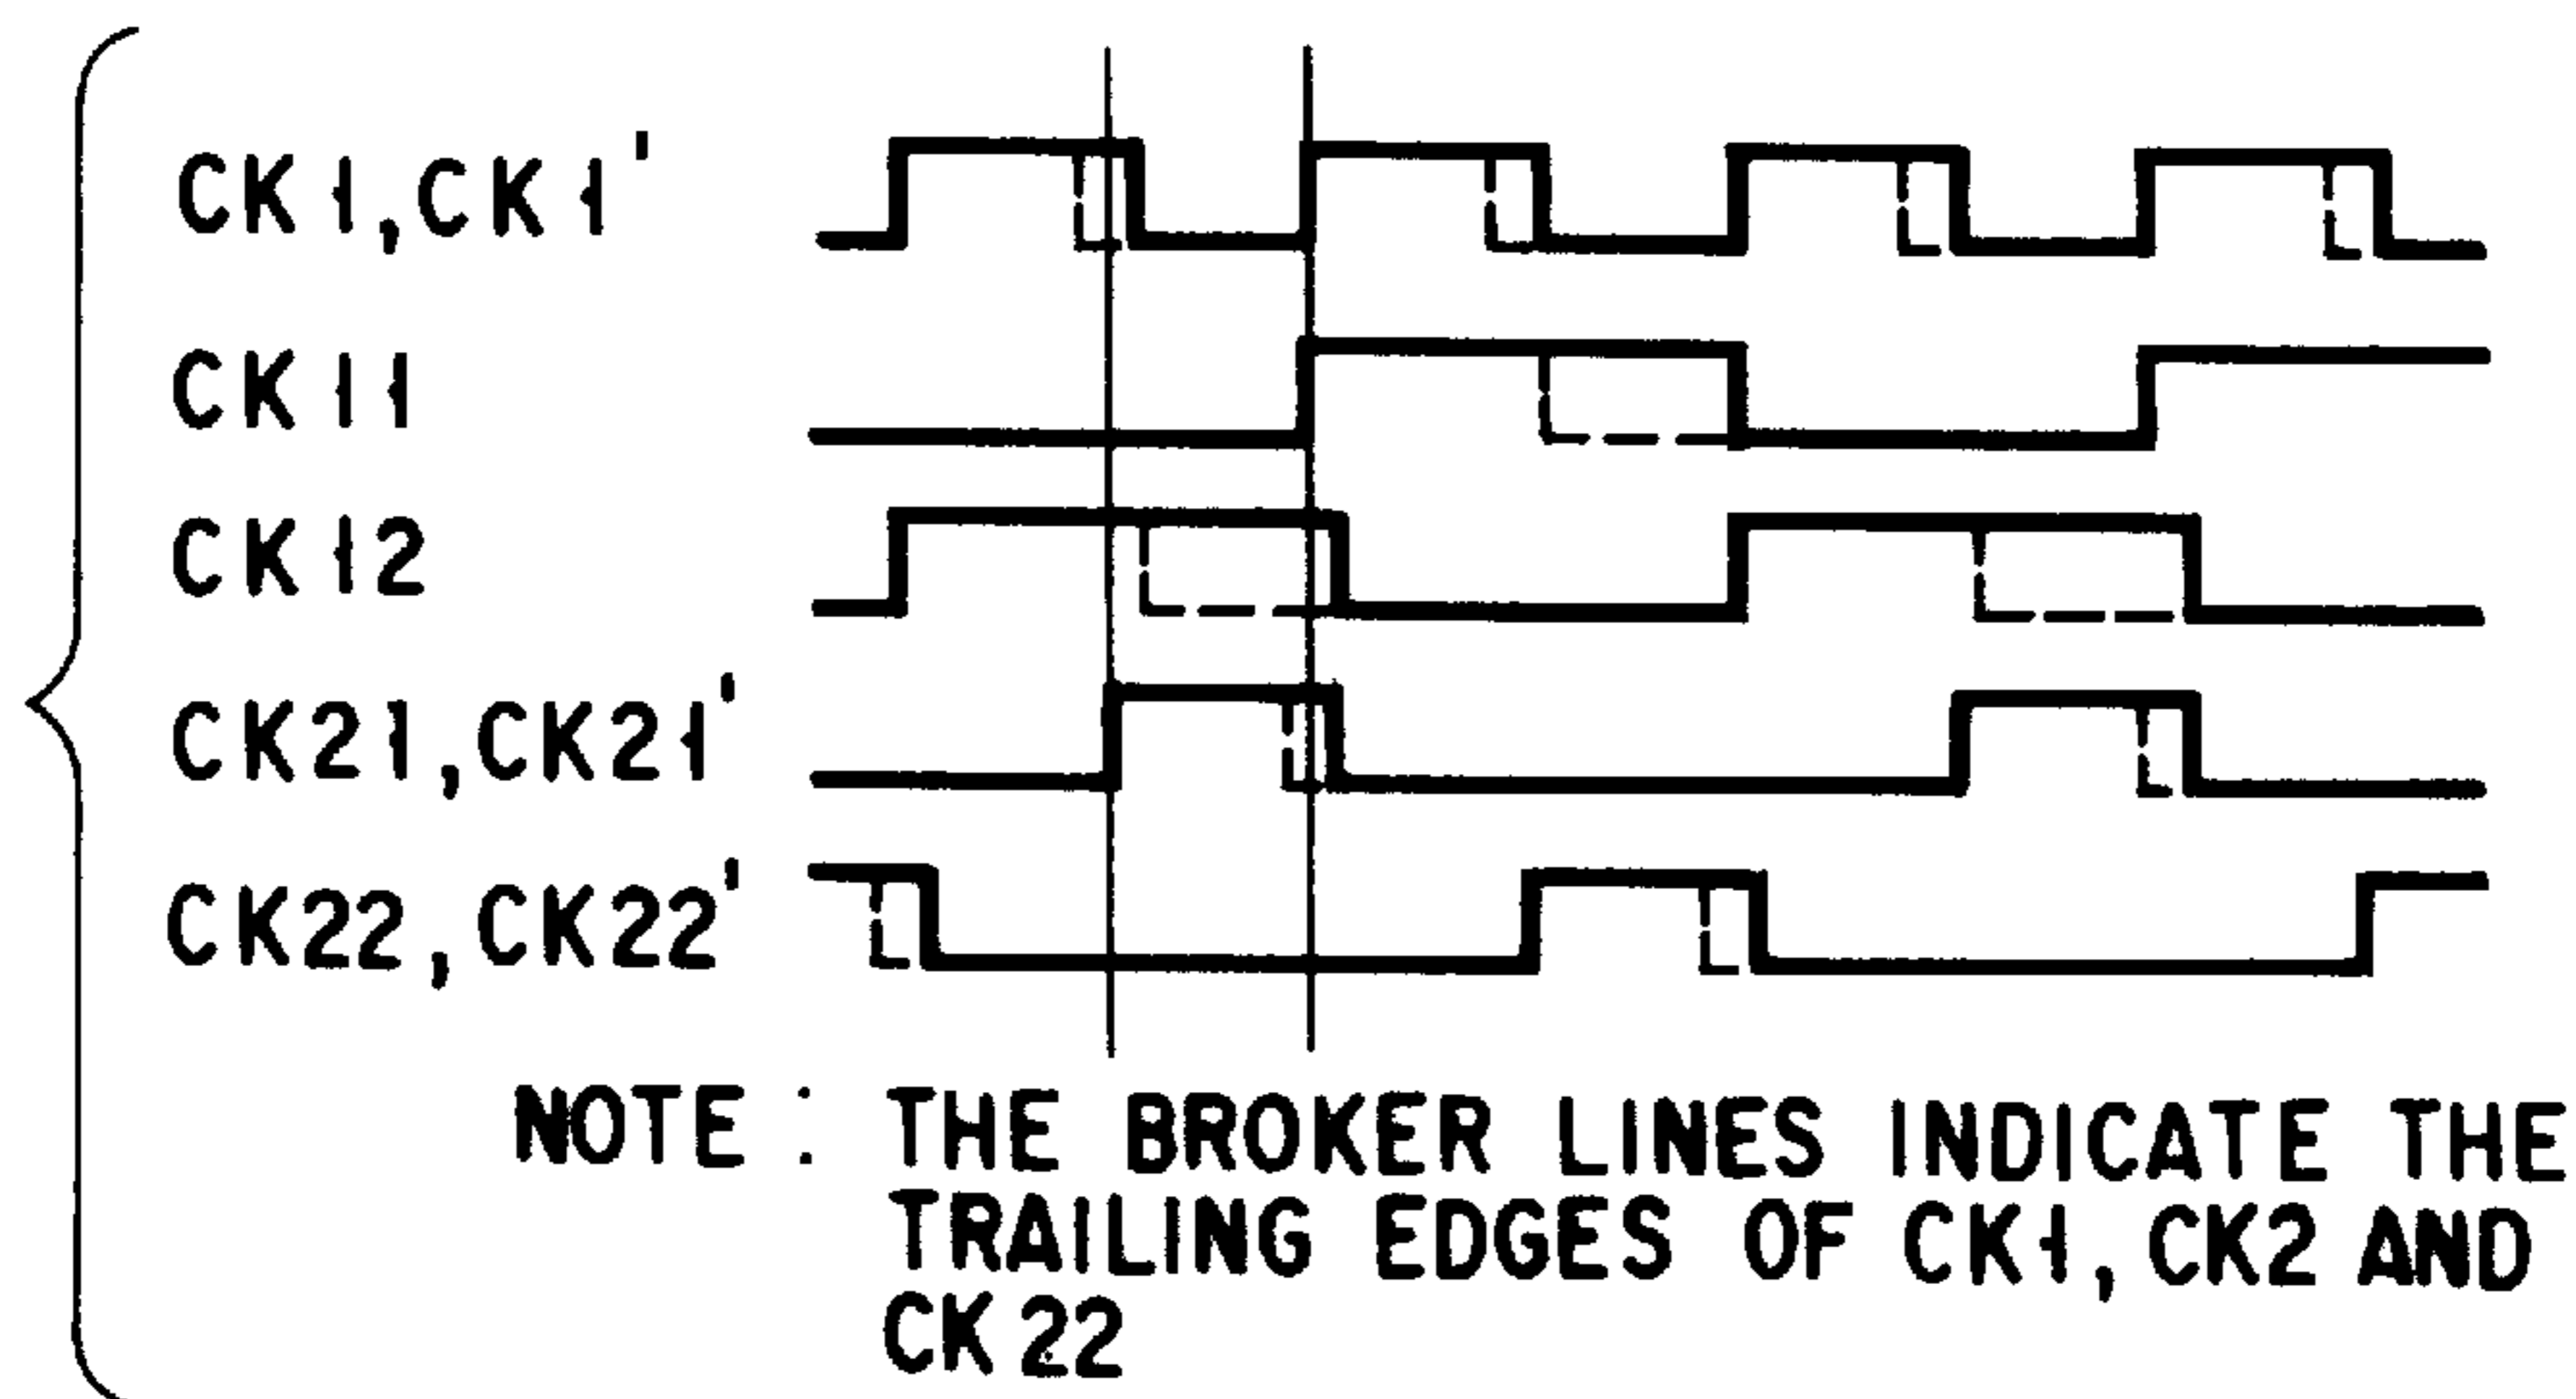 CK1,CK1'
CK11
CK12
CK21,CK21'
CK22,CK22'
NOTE : THE BROKER LINES INDICATE THE
TRAILING EDGES OF CK1, CK2 AND
CK22